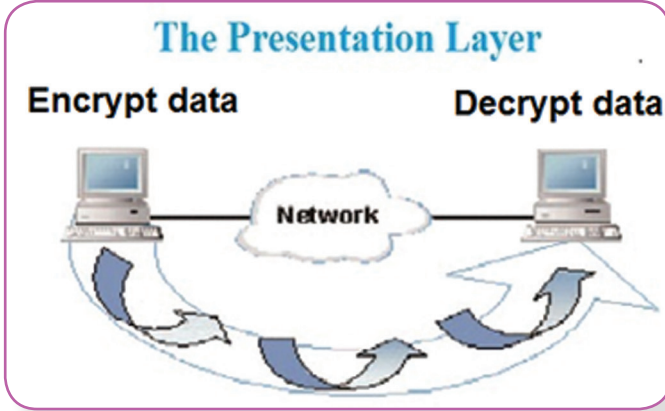 The Presentation Layer
Encrypt data
Decrypt data
Network